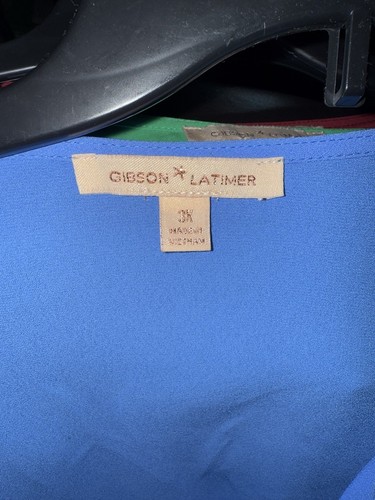 GIBSON LATIMER
3X
MADE IN
VIETNAM